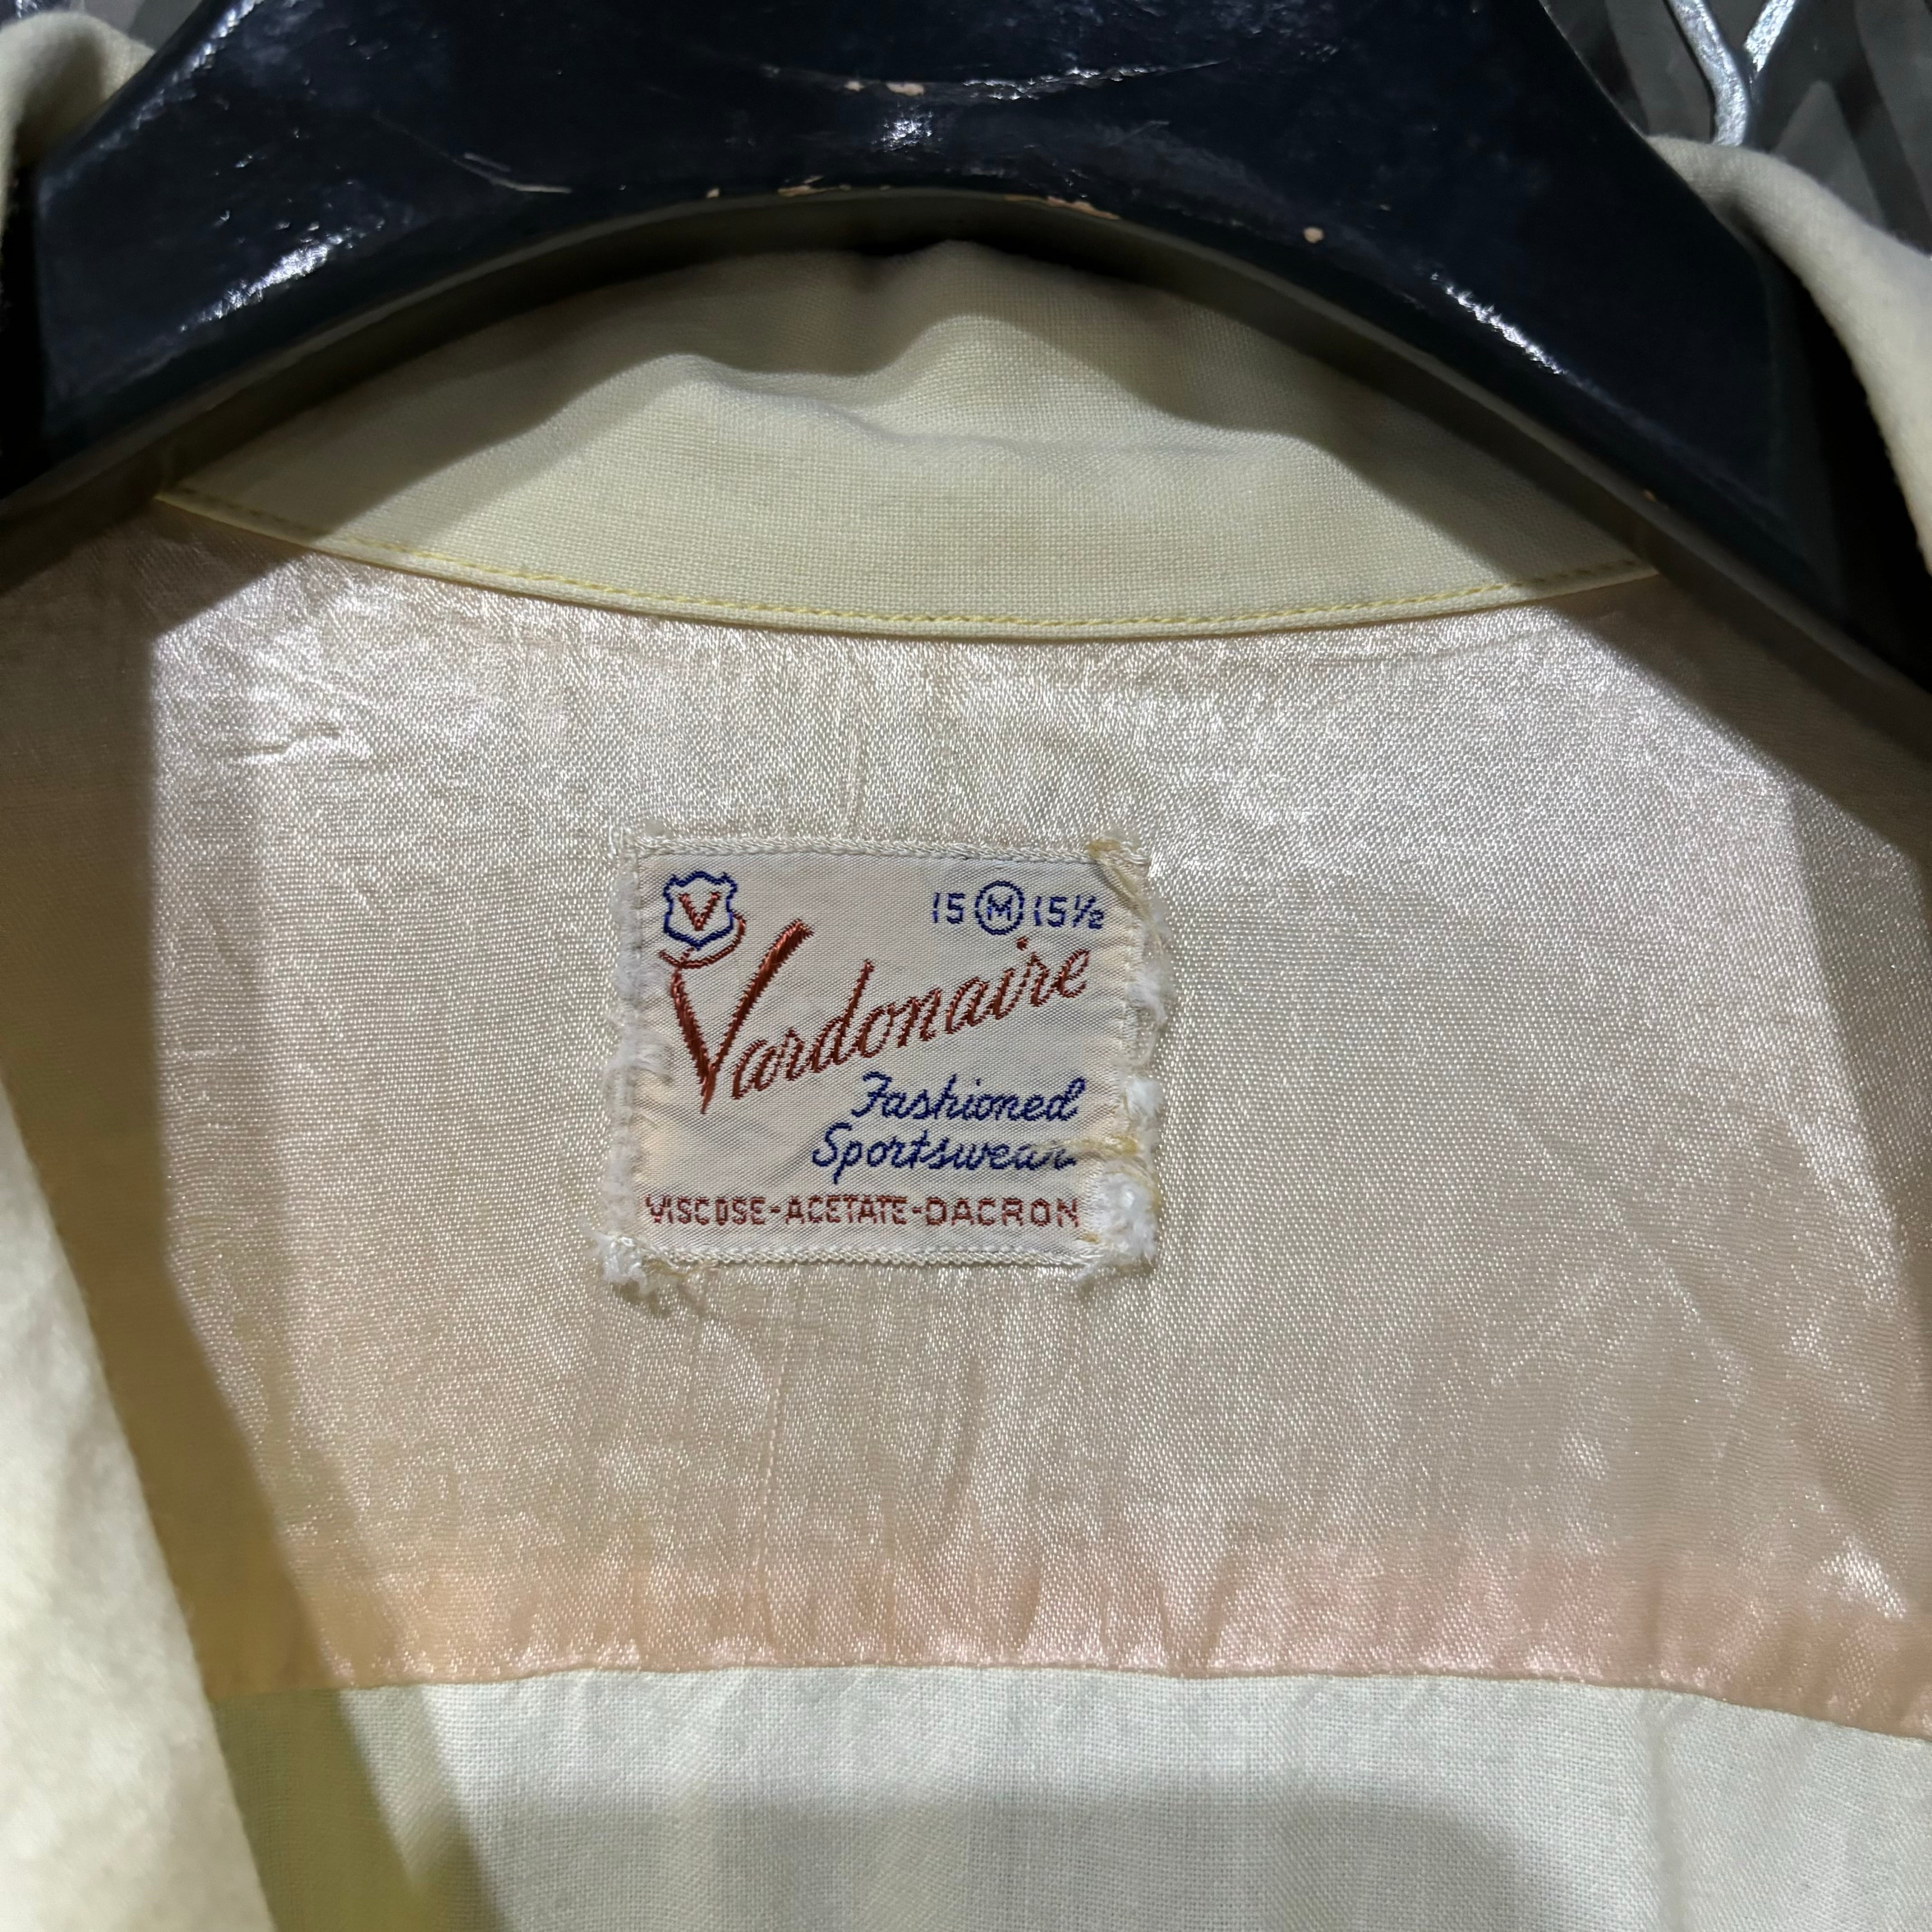 V
15 M 15½
Vardonaire
Fashioned
Sportswear
VISCOSE-ACETATE-DACRON